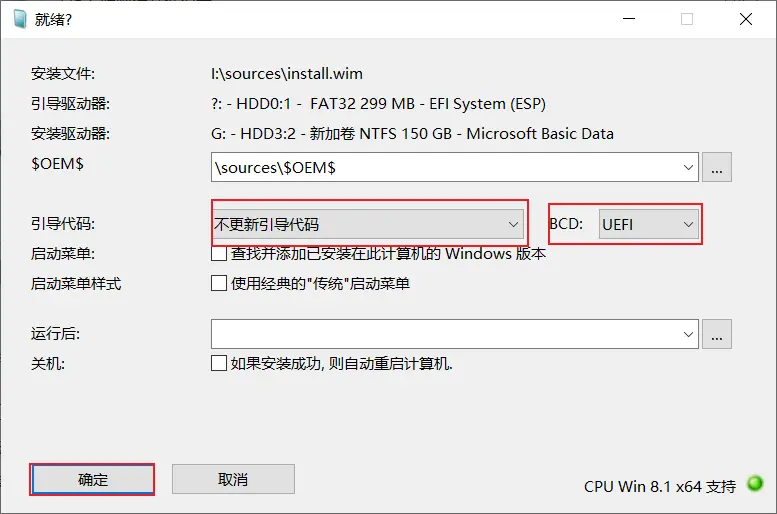 就绪?
安装文件: I:\sources\install.wim
引导驱动器: ?: - HDD0:1 - FAT32 299 MB - EFI System (ESP)
安装驱动器: G: - HDD3:2 - 新加卷 NTFS 150 GB - Microsoft Basic Data
$OEM$ \sources\$OEM$ ...
引导代码: 不更新引导代码 BCD: UEFI
启动菜单: 查找并添加已安装在此计算机的 Windows 版本
启动菜单样式 使用经典的"传统"启动菜单
运行后: ...
关机: 如果安装成功, 则自动重启计算机.
确定 取消 CPU Win 8.1 x64 支持